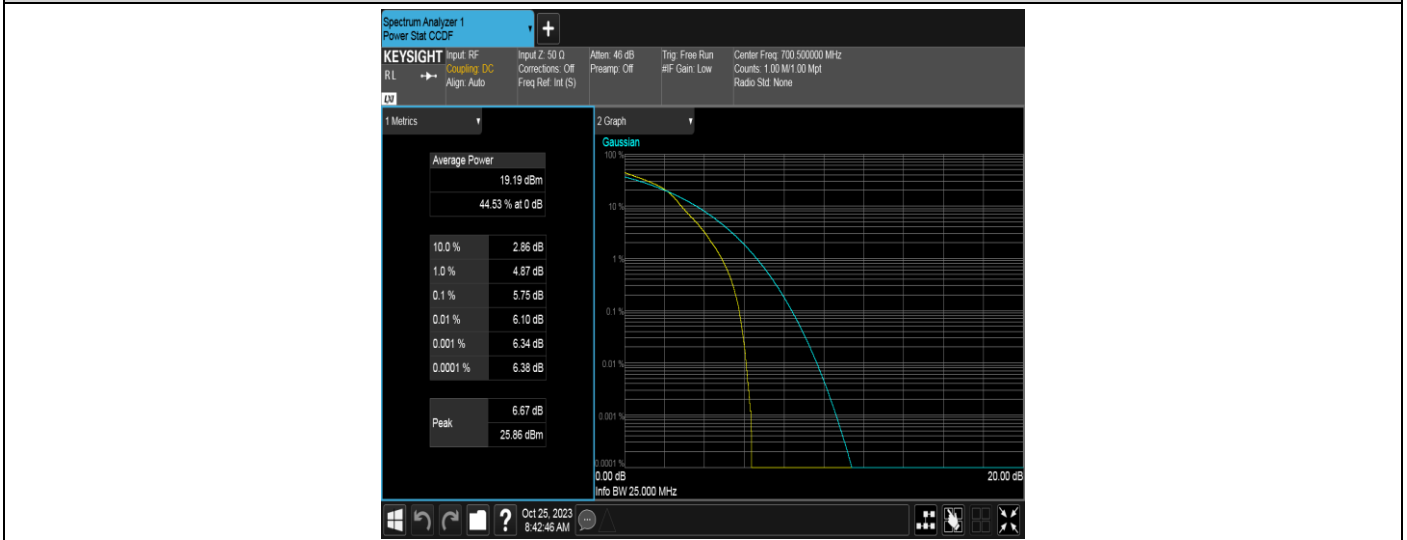 Spectrum Analyzer 1
Power Stat CCDF
KEYSIGHT
RL
LXI
Input: RF
Coupling: DC
Align: Auto
Input Z: 50 Ω
Corrections: Off
Freq Ref: Int (S)
Atten: 46 dB
Preamp: Off
Trig: Free Run
#IF Gain: Low
Center Freq: 700.500000 MHz
Counts: 1.00 M/1.00 Mpt
Radio Std: None
1 Metrics
Average Power
19.19 dBm
44.53 % at 0 dB
10.0 % 2.86 dB
1.0 % 4.87 dB
0.1 % 5.75 dB
0.01 % 6.10 dB
0.001 % 6.34 dB
0.0001 % 6.38 dB
Peak
6.67 dB
25.86 dBm
2 Graph
Gaussian
100 %
10 %
1 %
0.1 %
0.01 %
0.001 %
0.0001 %
0.00 dB 20.00 dB
Info BW 25.000 MHz
Oct 25, 2023
8:42:46 AM